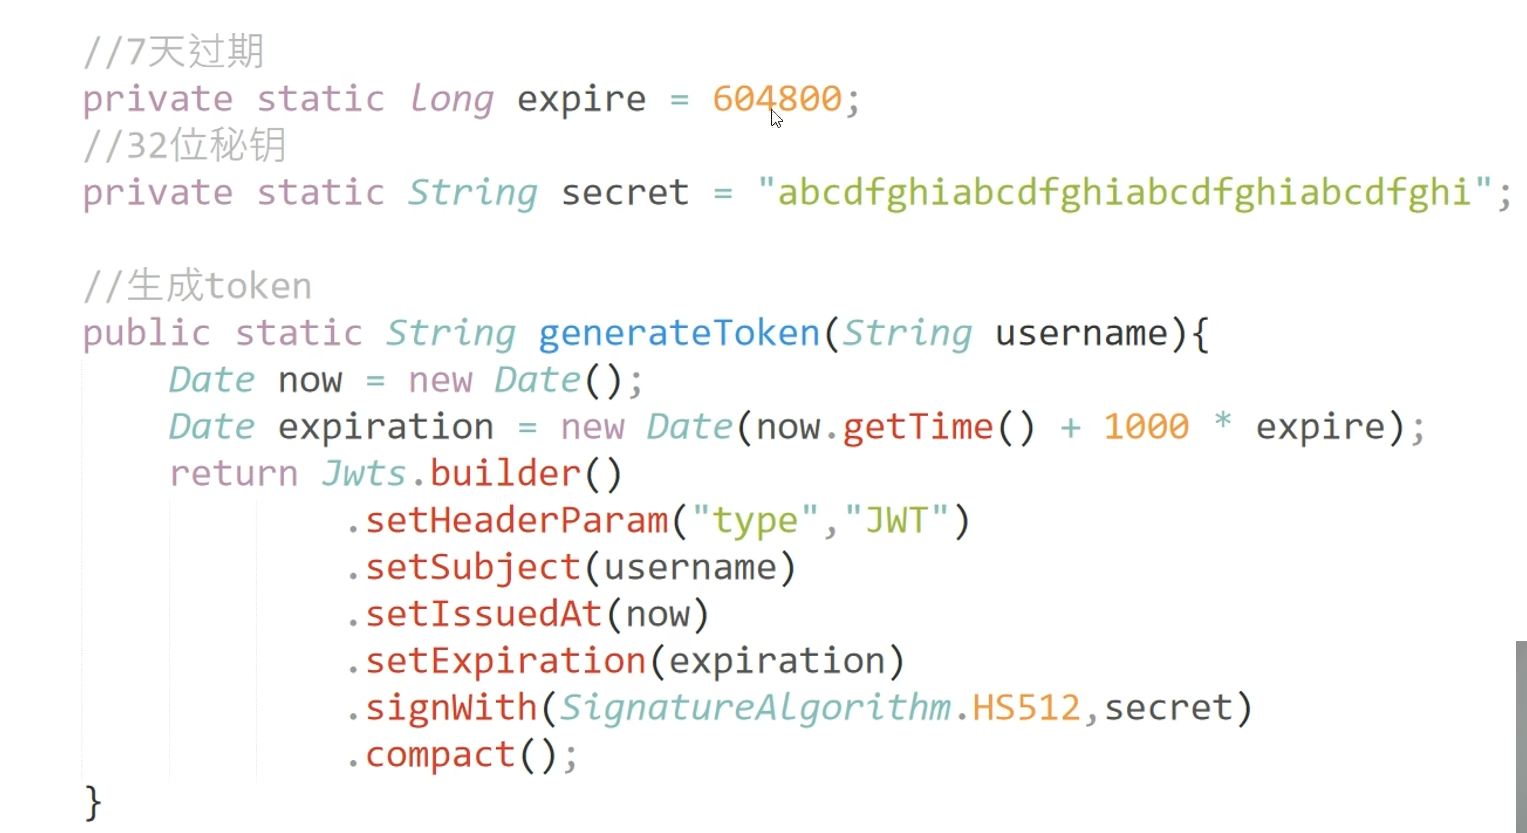 //7天过期
private static long expire = 604800;
//32位秘钥
private static String secret = "abcdfghiabcdfghiabcdfghiabcdfghi";
//生成token
public static String generateToken(String username){
Date now = new Date();
Date expiration = new Date(now.getTime() + 1000 * expire);
return Jwts.builder()
.setHeaderParam("type","JWT")
.setSubject(username)
.setIssuedAt(now)
.setExpiration(expiration)
.signWith(SignatureAlgorithm.HS512,secret)
.compact();
}